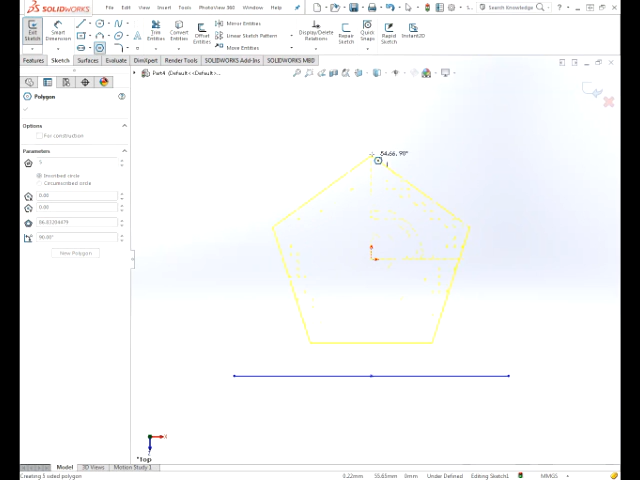 SOLIDWORKS
File Edit View Insert Tools PhotoView 360 Window Help
Search Knowledge
Exit Sketch
Smart Dimension
Trim Entities
Convert Entities
Offset Entities
Mirror Entities
Linear Sketch Pattern
Move Entities
Display/Delete Relations
Repair Sketch
Quick Snaps
Rapid Sketch
Instant2D
Features Sketch Surfaces Evaluate DimXpert Render Tools SOLIDWORKS Add-Ins SOLIDWORKS MBD
Part4 (Default<<Default>...
Polygon
Options
For construction
Parameters
5
Inscribed circle
Circumscribed circle
0.00
0.00
90.00°
New Polygon
54.66, 90°
X
*Top
Model 3D Views Motion Study 1
Creating 5 sided polygon
0.22mm 55.65mm 0mm Under Defined Editing Sketch1 MMGS